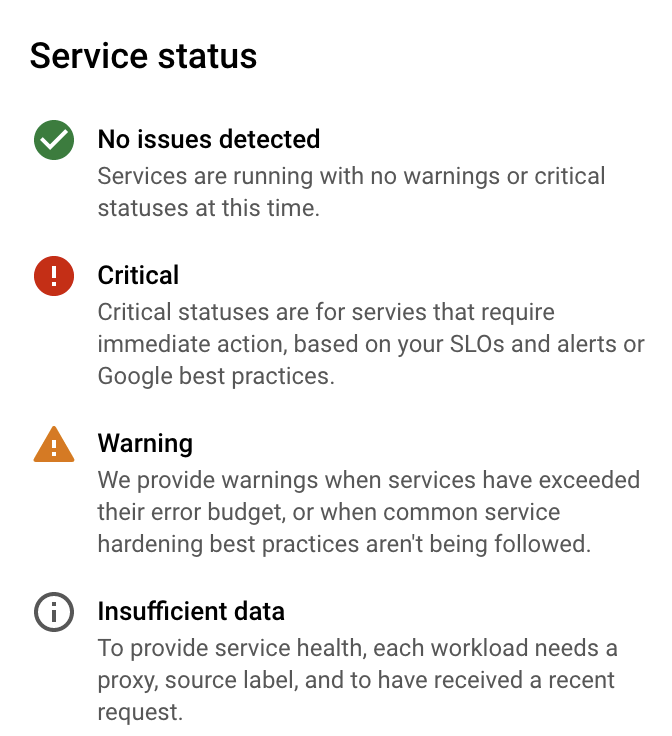 Service status
No issues detected
Services are running with no warnings or critical
statuses at this time.
Critical
Critical statuses are for servies that require
immediate action, based on your SLOs and alerts or
Google best practices.
Warning
We provide warnings when services have exceeded
their error budget, or when common service
hardening best practices aren't being followed.
Insufficient data
To provide service health, each workload needs a
proxy, source label, and to have received a recent
request.